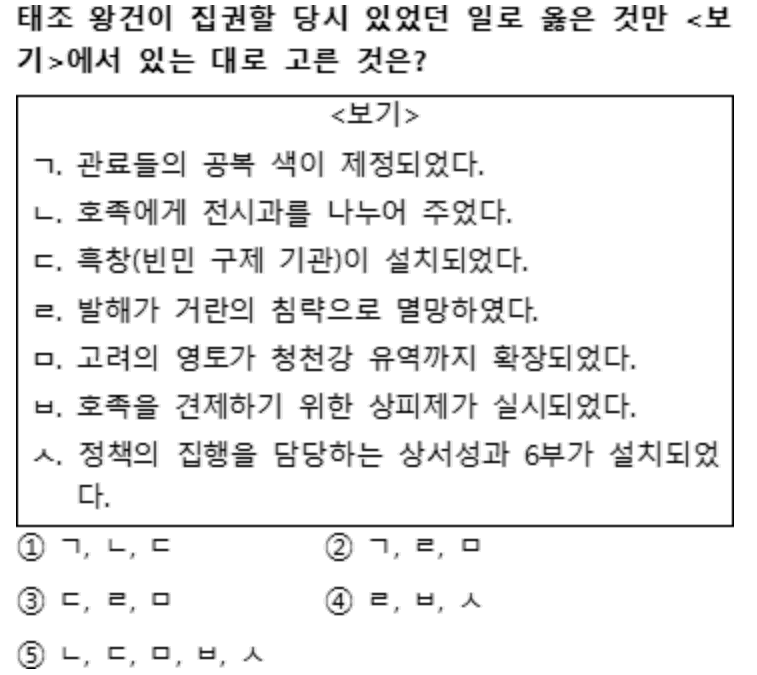 태조 왕건이 집권할 당시 있었던 일로 옳은 것만 <보
기>에서 있는 대로 고른 것은?
<보기>
ㄱ. 관료들의 공복 색이 제정되었다.
ㄴ. 호족에게 전시과를 나누어 주었다.
ㄷ. 흑창(빈민 구제 기관)이 설치되었다.
ㄹ. 발해가 거란의 침략으로 멸망하였다.
ㅁ. 고려의 영토가 청천강 유역까지 확장되었다.
ㅂ. 호족을 견제하기 위한 상피제가 실시되었다.
ㅅ. 정책의 집행을 담당하는 상서성과 6부가 설치되었
다.
① ㄱ, ㄴ, ㄷ ② ㄱ, ㄹ, ㅁ
③ ㄷ, ㄹ, ㅁ ④ ㄹ, ㅂ, ㅅ
⑤ ㄴ, ㄷ, ㅁ, ㅂ, ㅅ